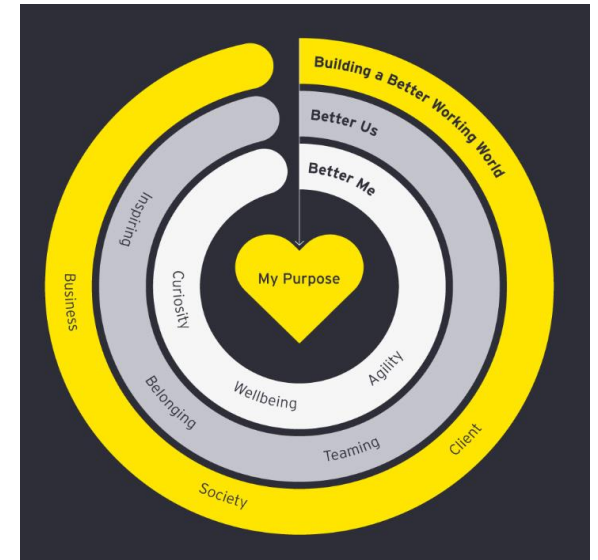 Building a Better Working World
Better Us
Better Me
My Purpose
Inspiring
Curiosity
Business
Agility
Wellbeing
Belonging
Teaming
Client
Society